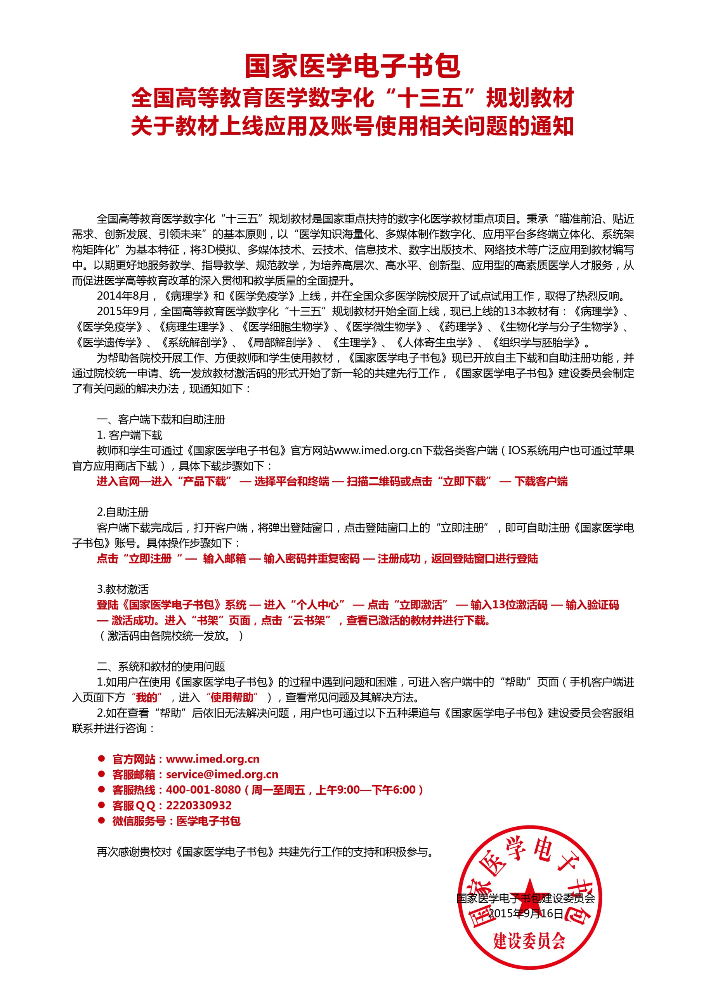 国家医学电子书包
全国高等教育医学数字化“十三五”规划教材
关于教材上线应用及账号使用相关问题的通知
全国高等教育医学数字化“十三五”规划教材是国家重点扶持的数字化医学教材重点项目。秉承“瞄准前沿、贴近
需求、创新发展、引领未来”的基本原则，以“医学知识海量化、多媒体制作数字化、应用平台多终端立体化、系统架
构矩阵化”为基本特征，将3D模拟、多媒体技术、云技术、信息技术、数字出版技术、网络技术等广泛应用到教材编写
中。以期更好地服务教学、指导教学、规范教学，为培养高层次、高水平、创新型、应用型的高素质医学人才服务，从
而促进医学高等教育改革的深入贯彻和教学质量的全面提升。
2014年8月，《病理学》和《医学免疫学》上线，并在全国众多医学院校展开了试点试用工作，取得了热烈反响。
2015年9月，全国高等教育医学数字化“十三五”规划教材开始全面上线，现已上线的13本教材有：《病理学》、
《医学免疫学》、《病理生理学》、《医学细胞生物学》、《医学微生物学》、《药理学》、《生物化学与分子生物学》、
《医学遗传学》、《系统解剖学》、《局部解剖学》、《生理学》、《人体寄生虫学》、《组织学与胚胎学》。
为帮助各院校开展工作、方便教师和学生使用教材，《国家医学电子书包》现已开放自主下载和自助注册功能，并
通过院校统一申请、统一发放教材激活码的形式开始了新一轮的共建先行工作，《国家医学电子书包》建设委员会制定
了有关问题的解决办法，现通知如下：
一、客户端下载和自助注册
1. 客户端下载
教师和学生可通过《国家医学电子书包》官方网站www.imed.org.cn下载各类客户端（IOS系统用户也可通过苹果
官方应用商店下载），具体下载步骤如下：
进入官网—进入“产品下载” — 选择平台和终端 — 扫描二维码或点击“立即下载” — 下载客户端
2.自助注册
客户端下载完成后，打开客户端，将弹出登陆窗口，点击登陆窗口上的“立即注册”，即可自助注册《国家医学电
子书包》账号。具体操作步骤如下：
点击“立即注册“ — 输入邮箱 — 输入密码并重复密码 — 注册成功，返回登陆窗口进行登陆
3.教材激活
登陆《国家医学电子书包》系统 — 进入“个人中心” — 点击“立即激活” — 输入13位激活码 — 输入验证码
— 激活成功。进入“书架”页面，点击“云书架”，查看已激活的教材并进行下载。
（激活码由各院校统一发放。）
二、系统和教材的使用问题
1.如用户在使用《国家医学电子书包》的过程中遇到问题和困难，可进入客户端中的“帮助”页面（手机客户端进
入页面下方“我的”，进入“使用帮助”），查看常见问题及其解决方法。
2.如在查看“帮助”后依旧无法解决问题，用户也可通过以下五种渠道与《国家医学电子书包》建设委员会客服组
联系并进行咨询：
● 官方网站：www.imed.org.cn
● 客服邮箱：service@imed.org.cn
● 客服热线：400-001-8080（周一至周五，上午9:00—下午6:00）
● 客服QQ：2220330932
● 微信服务号：医学电子书包
再次感谢贵校对《国家医学电子书包》共建先行工作的支持和积极参与。
国家医学电子书包建设委员会
2015年9月16日
国家医学电子书包
建设委员会